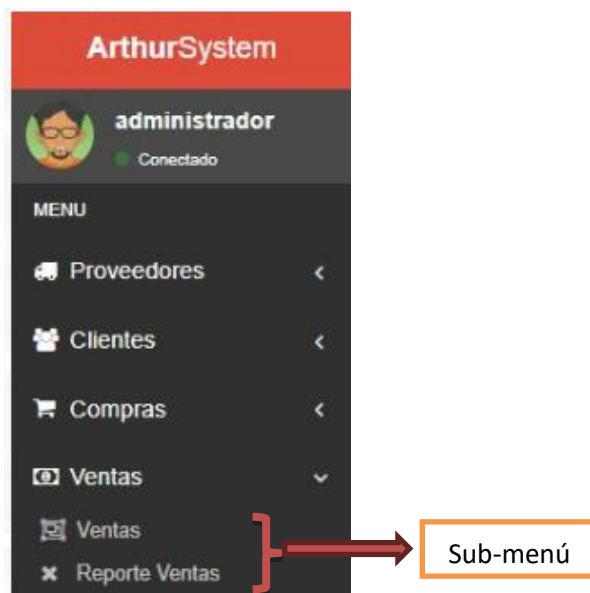 ArthurSystem
administrador
Conectado
MENU
Proveedores
Clientes
Compras
Ventas
Ventas
Reporte Ventas
Sub-menú